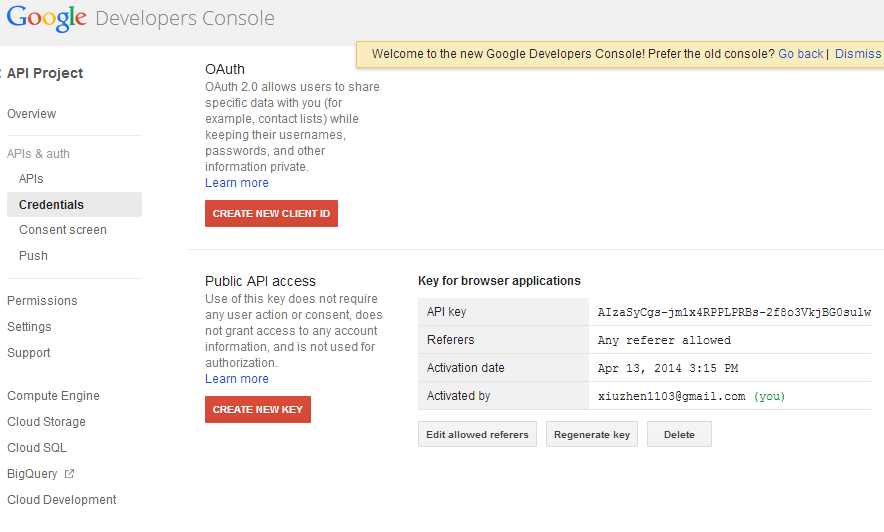 Google Developers Console
Welcome to the new Google Developers Console! Prefer the old console? Go back | Dismiss
API Project
Overview
APIs & auth
APIs
Credentials
Consent screen
Push
Permissions
Settings
Support
Compute Engine
Cloud Storage
Cloud SQL
BigQuery
Cloud Development
OAuth
OAuth 2.0 allows users to share
specific data with you (for
example, contact lists) while
keeping their usernames,
passwords, and other
information private.
Learn more
CREATE NEW CLIENT ID
Public API access
Use of this key does not require
any user action or consent, does
not grant access to any account
information, and is not used for
authorization.
Learn more
CREATE NEW KEY
Key for browser applications
API key AIzaSyCgs-jm1x4RPPLPRBs-2f8o3VkjBG0sulw
Referers Any referer allowed
Activation date Apr 13, 2014 3:15 PM
Activated by xiuzhen1103@gmail.com (you)
Edit allowed referers Regenerate key Delete